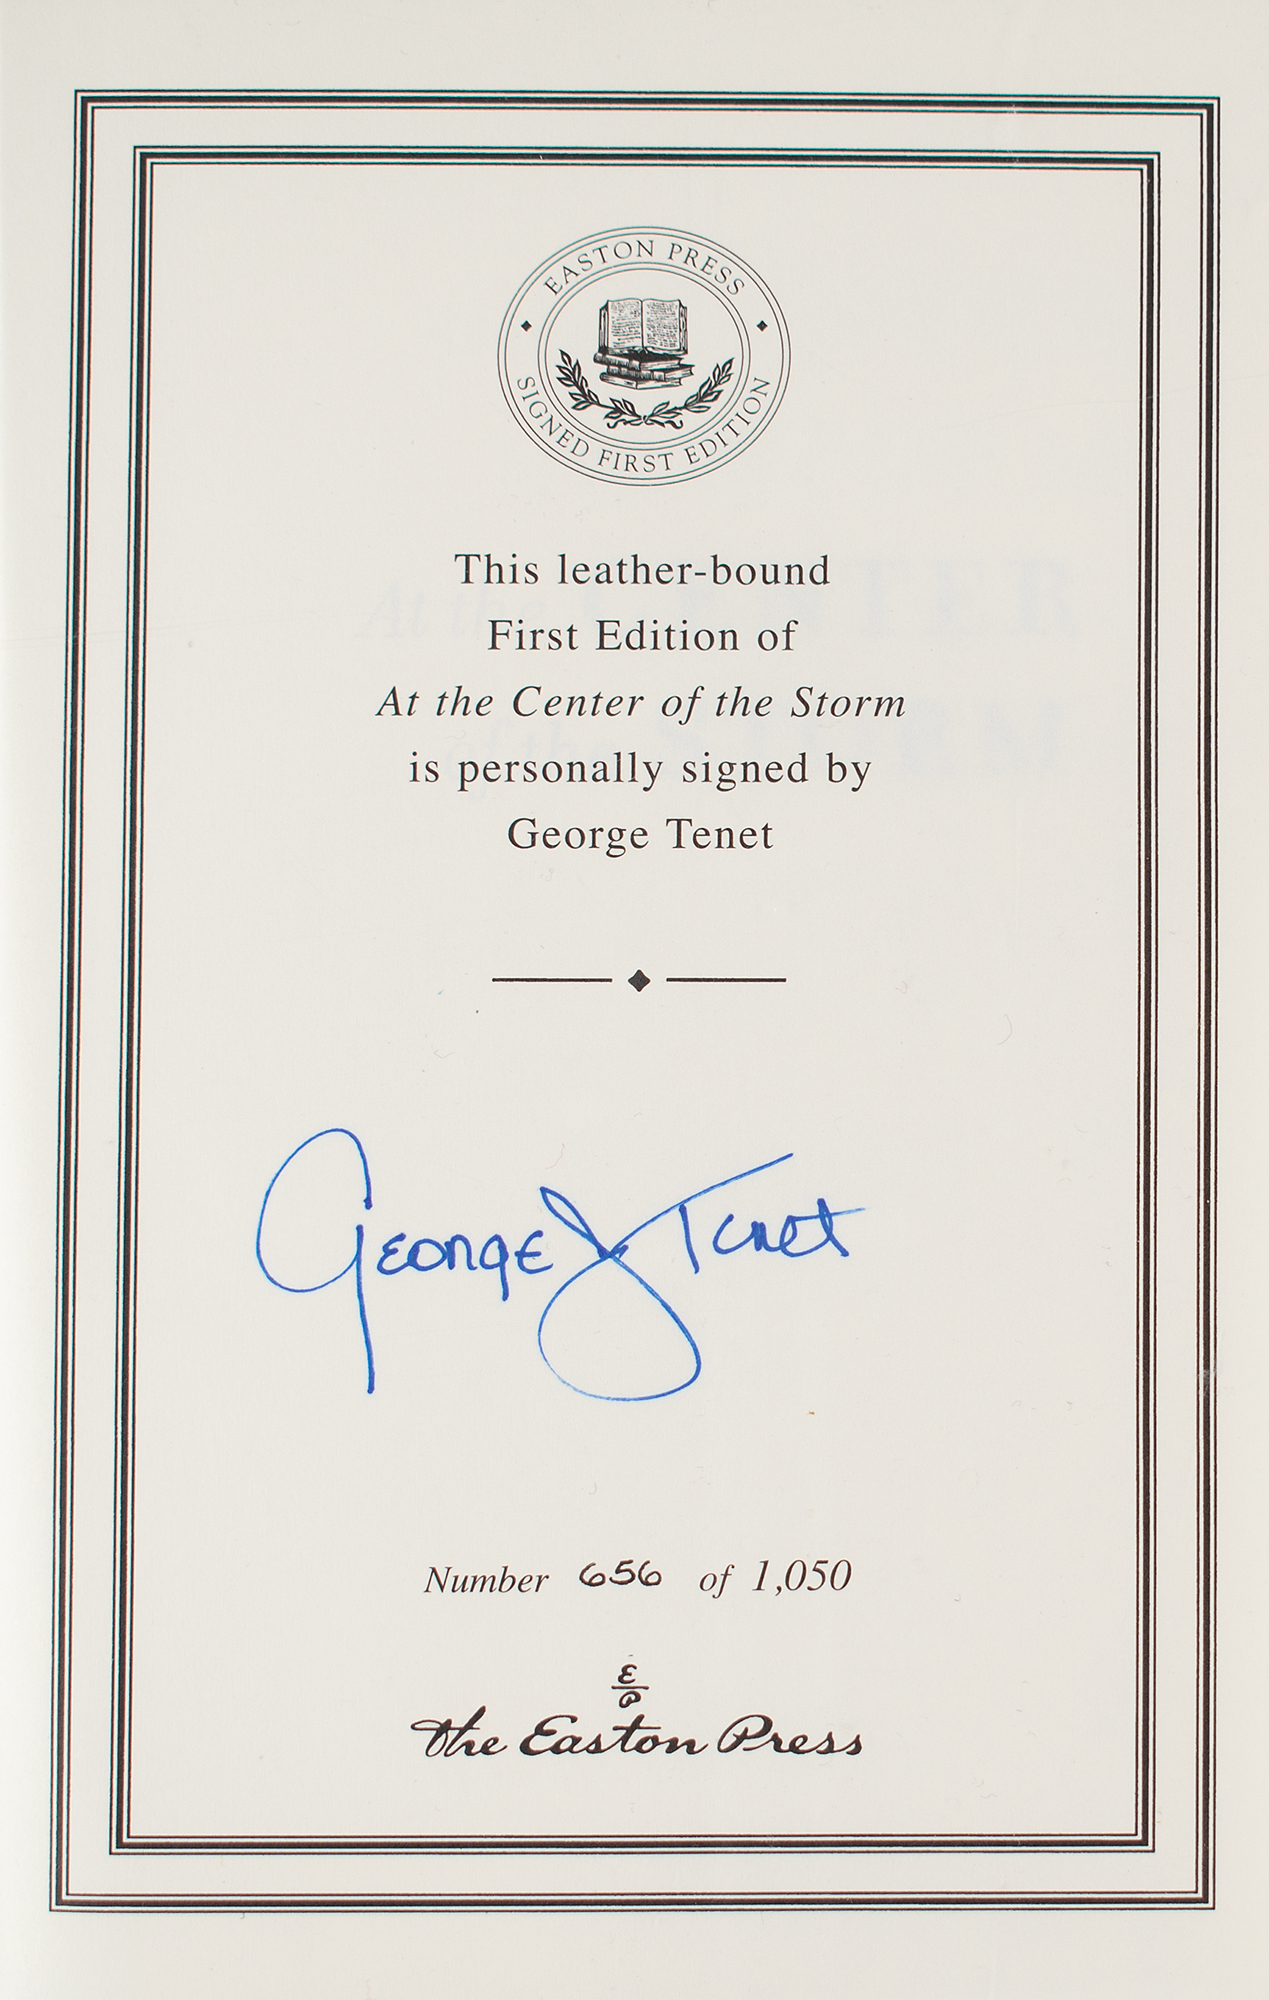 EASTON PRESS
SIGNED FIRST EDITION
This leather-bound
First Edition of
At the Center of the Storm
is personally signed by
George Tenet
George J Tenet
Number 656 of 1,050
E
P
The Easton Press